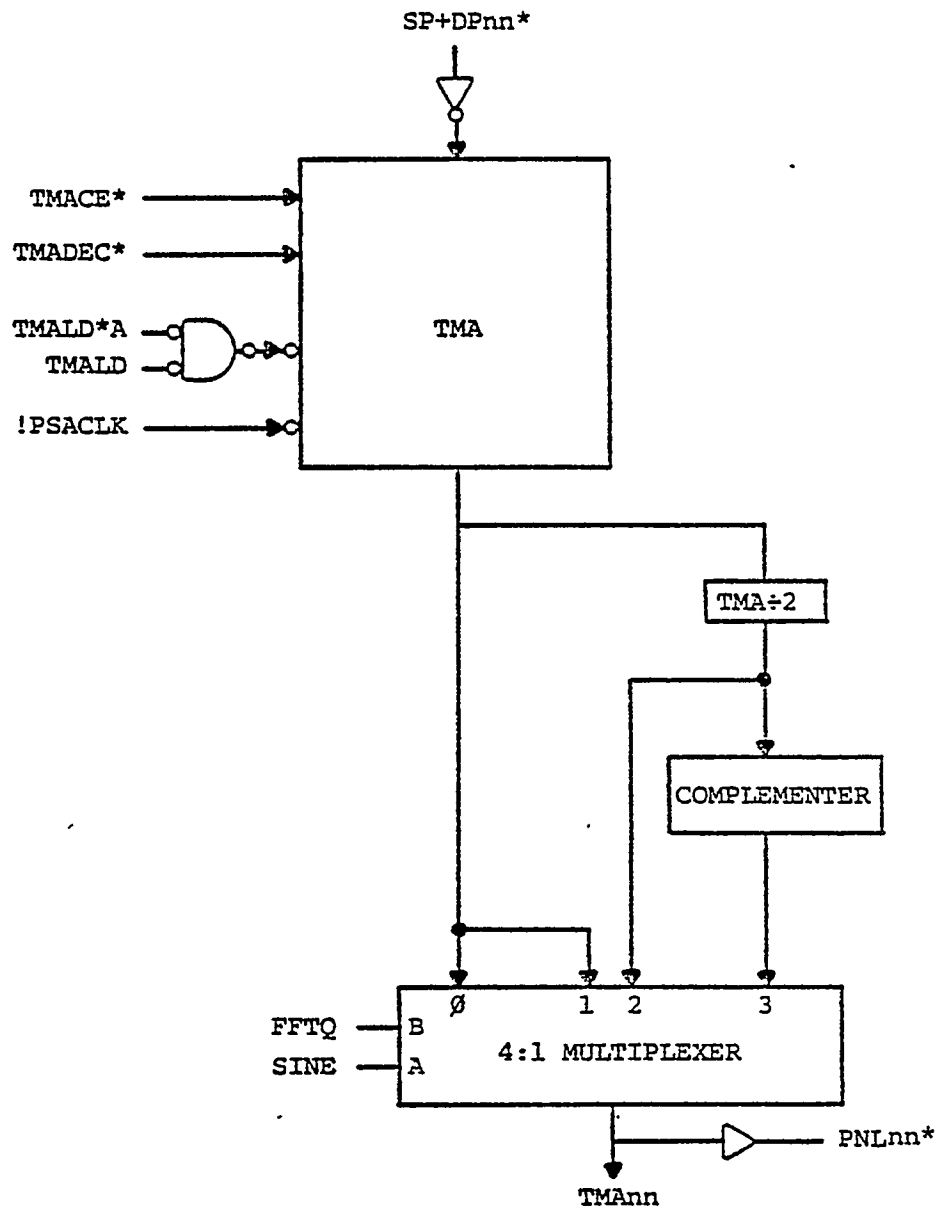 SP+DPnn*
TMACE*
TMADEC*
TMALD*A
TMALD
!PSACLK
TMA
TMA÷2
COMPLEMENTER
Ø 1 2 3
FFTQ B
SINE A
4:1 MULTIPLEXER
PNLnn*
TMAnn